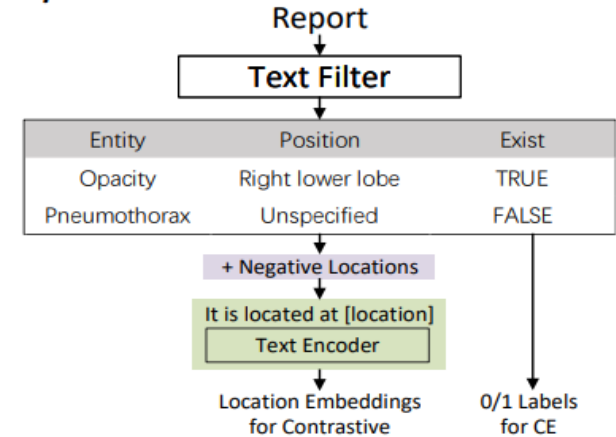 Report
Text Filter
Entity Position Exist
Opacity Right lower lobe TRUE
Pneumothorax Unspecified FALSE
+ Negative Locations
It is located at [location]
Text Encoder
Location Embeddings for Contrastive
0/1 Labels for CE